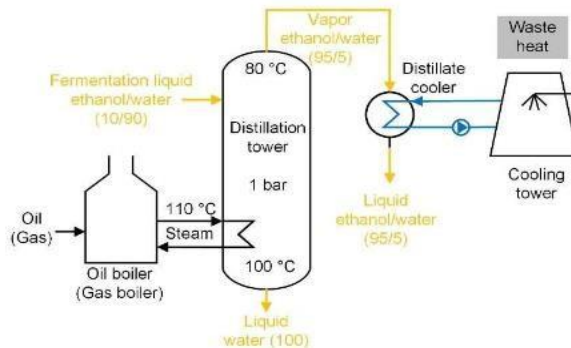 Vapor
ethanol/water
(95/5)
Waste
heat
80 °C
Distillate
cooler
Fermentation liquid
ethanol/water
(10/90)
Distillation
tower
1 bar
Cooling
tower
110 °C
Steam
Liquid
ethanol/water
(95/5)
Oil
(Gas)
100 °C
Oil boiler
(Gas boiler)
Liquid
water (100)